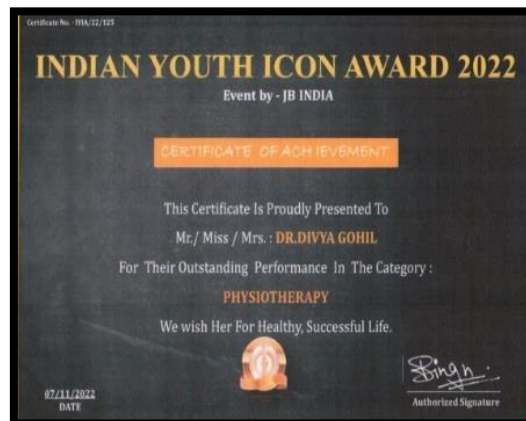 Certificate No. - IYIA/22/125
INDIAN YOUTH ICON AWARD 2022
Event by - JB INDIA
CERTIFICATE OF ACHIEVEMENT
This Certificate Is Proudly Presented To
Mr./ Miss / Mrs. : DR.DIVYA GOHIL
For Their Outstanding Performance In The Category :
PHYSIOTHERAPY
We wish Her For Healthy, Successful Life.
07/11/2022
DATE
Authorized Signature